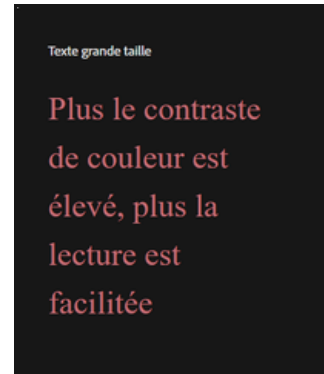 Texte grande taille
Plus le contraste
de couleur est
élevé, plus la
lecture est
facilitée